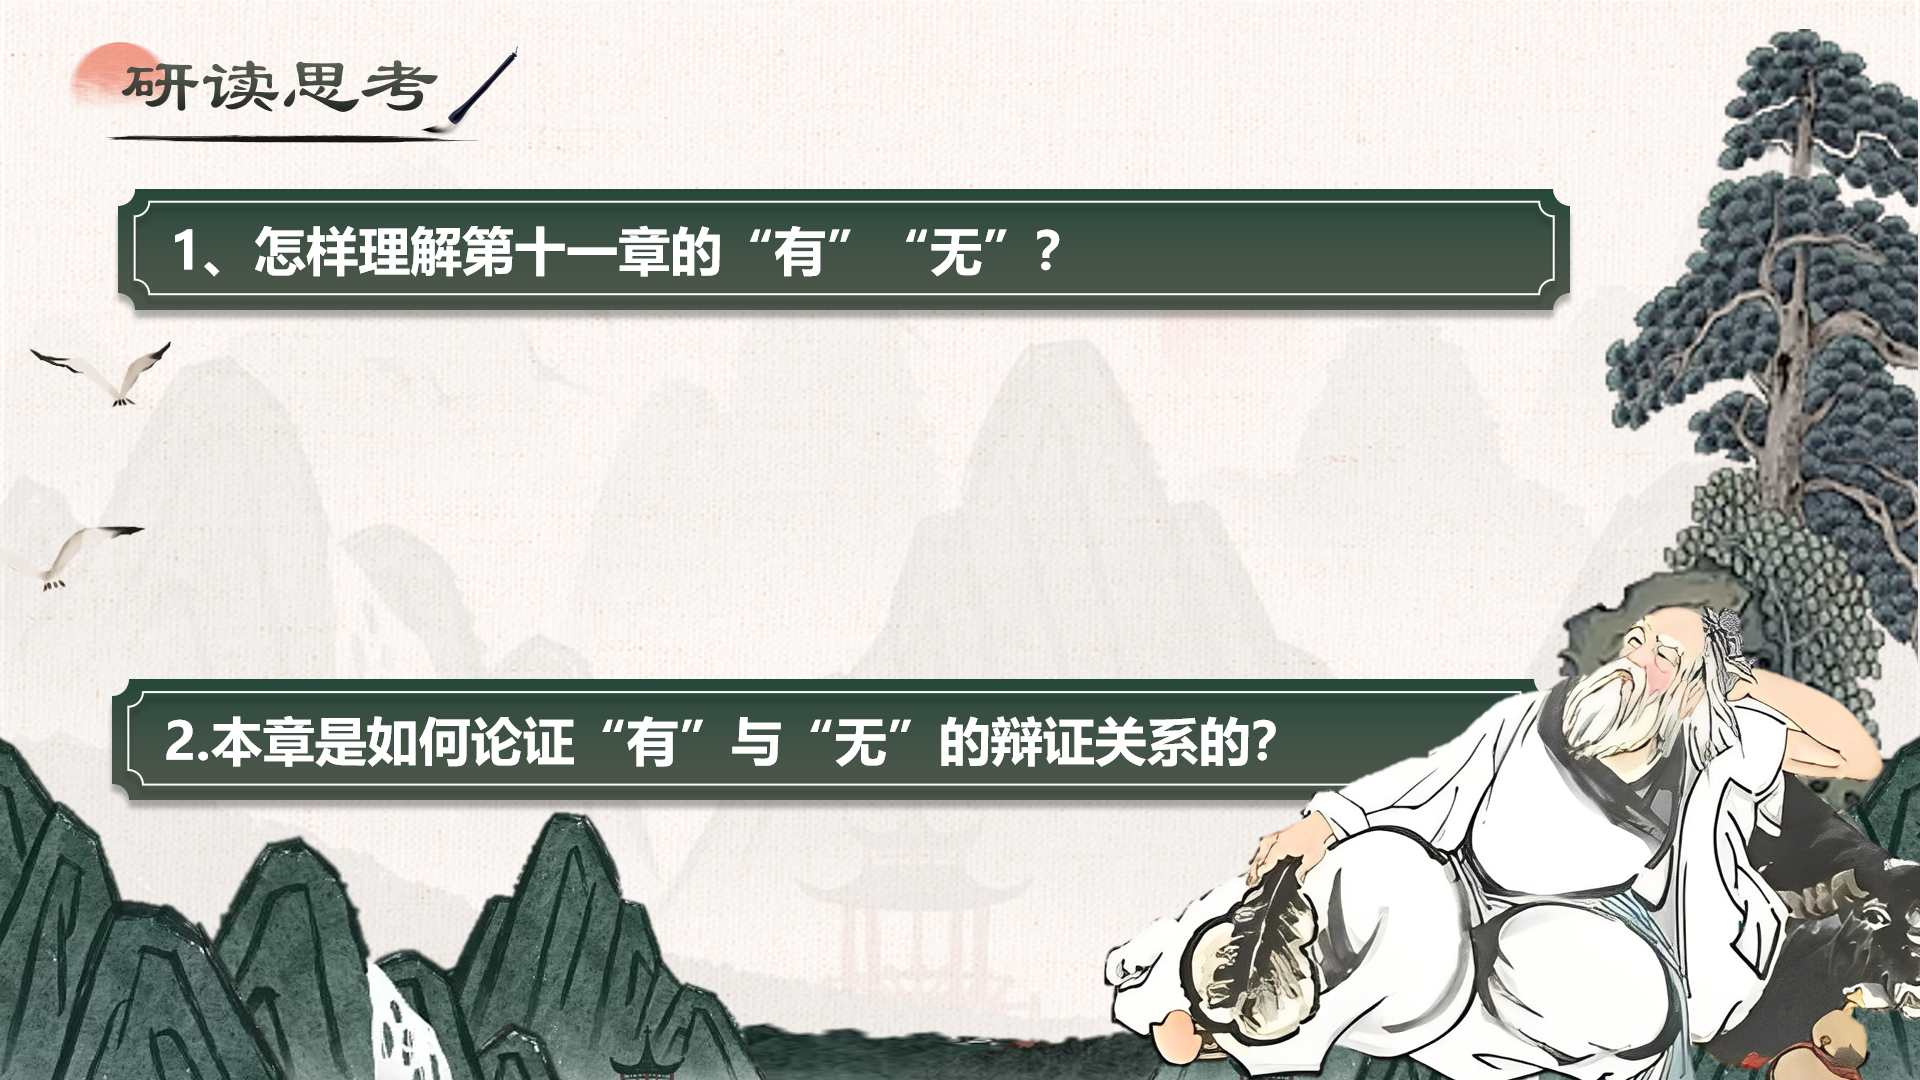 研读思考
1、怎样理解第十一章的“有”“无”?
2.本章是如何论证“有”与“无”的辩证关系的?